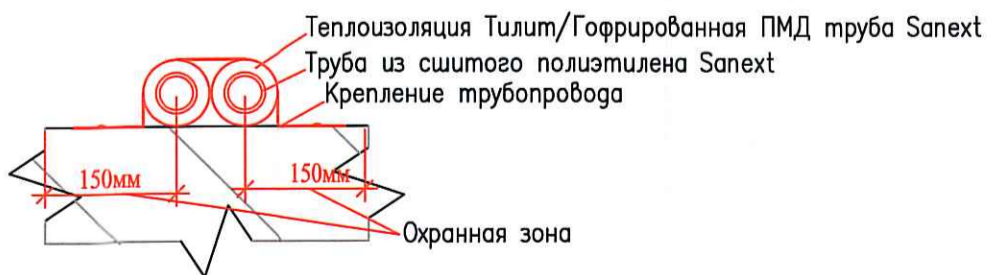 Теплоизоляция Тилит/Гофрированная ПМД труба Sanext
Труба из сшитого полиэтилена Sanext
Крепление трубопровода
150мм 150мм
Охранная зона